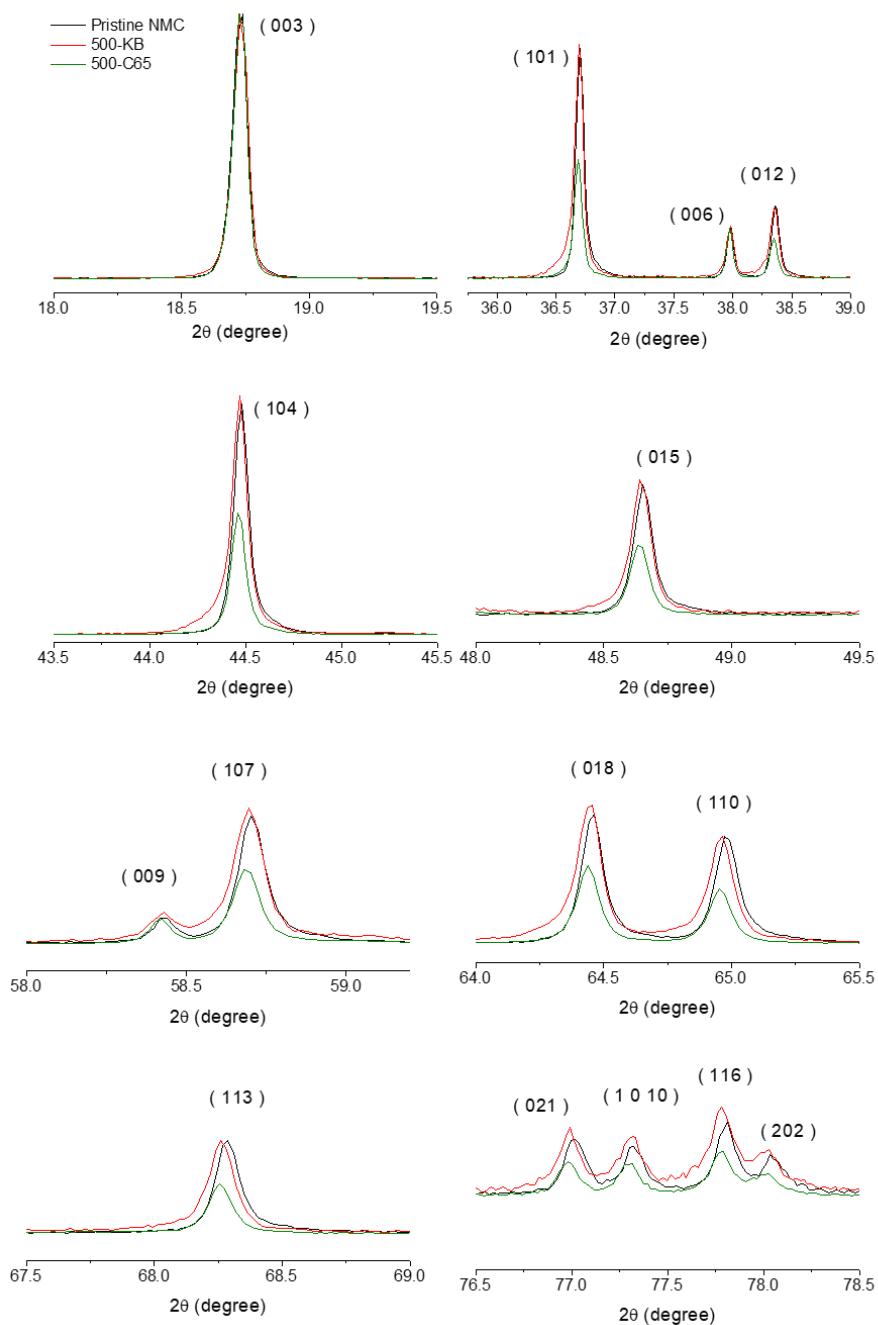 Pristine NMC
500-KB
500-C65
( 003 )
18.0 18.5 19.0 19.5
2θ (degree)
( 101 )
( 006 )
( 012 )
36.0 36.5 37.0 37.5 38.0 38.5 39.0
2θ (degree)
( 104 )
43.5 44.0 44.5 45.0 45.5
2θ (degree)
( 015 )
48.0 48.5 49.0 49.5
2θ (degree)
( 009 )
( 107 )
58.0 58.5 59.0
2θ (degree)
( 018 )
( 110 )
64.0 64.5 65.0 65.5
2θ (degree)
( 113 )
67.5 68.0 68.5 69.0
2θ (degree)
( 021 )
( 1 0 10 )
( 116 )
( 202 )
76.5 77.0 77.5 78.0 78.5
2θ (degree)